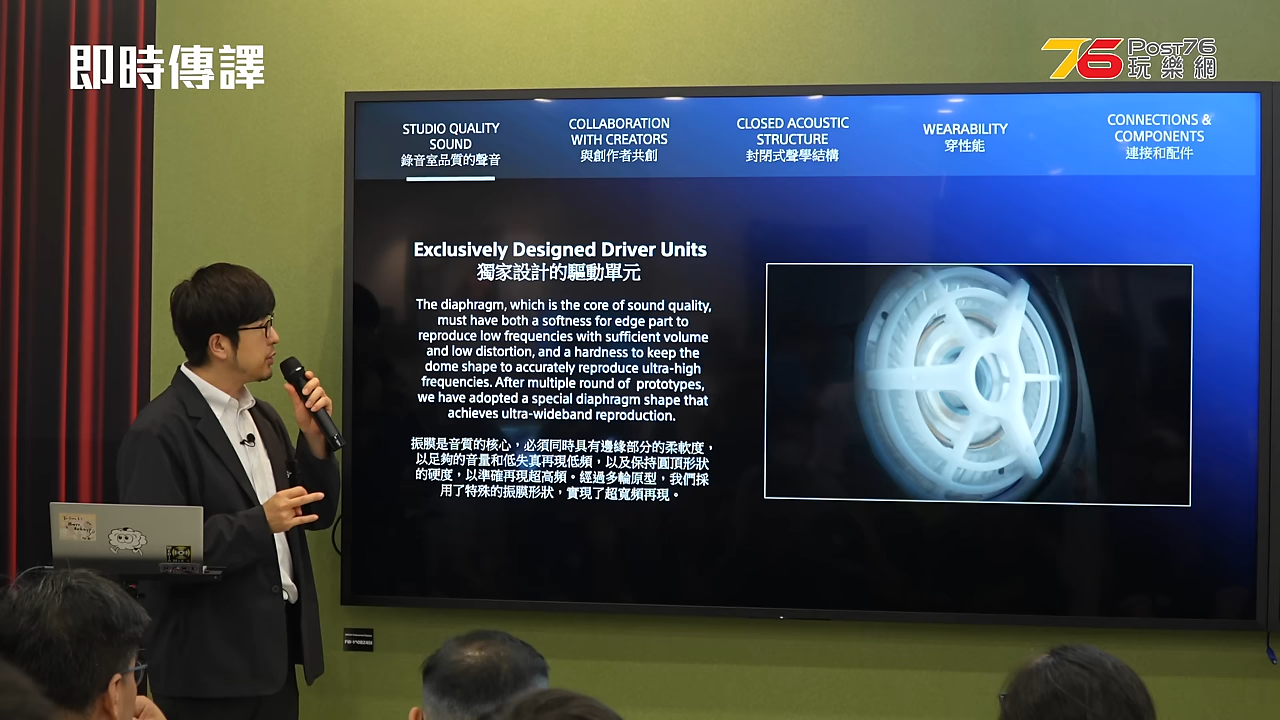 即時傳譯
76 Post76
玩樂網
STUDIO QUALITY
SOUND
錄音室品質的聲音
COLLABORATION
WITH CREATORS
與創作者共創
CLOSED ACOUSTIC
STRUCTURE
封閉式聲學結構
WEARABILITY
穿性能
CONNECTIONS &
COMPONENTS
連接和配件
Exclusively Designed Driver Units
獨家設計的驅動單元
The diaphragm, which is the core of sound quality,
must have both a softness for edge part to
reproduce low frequencies with sufficient volume
and low distortion, and a hardness to keep the
dome shape to accurately reproduce ultra-high
frequencies. After multiple round of prototypes,
we have adopted a special diaphragm shape that
achieves ultra-wideband reproduction.
振膜是音質的核心，必須同時具有邊緣部分的柔軟度，
以足夠的音量和低失真再現低頻，以及保持圓頂形狀
的硬度，以準確再現超高頻。經過多輪原型，我們採
用了特殊的振膜形狀，實現了超寬頻再現。